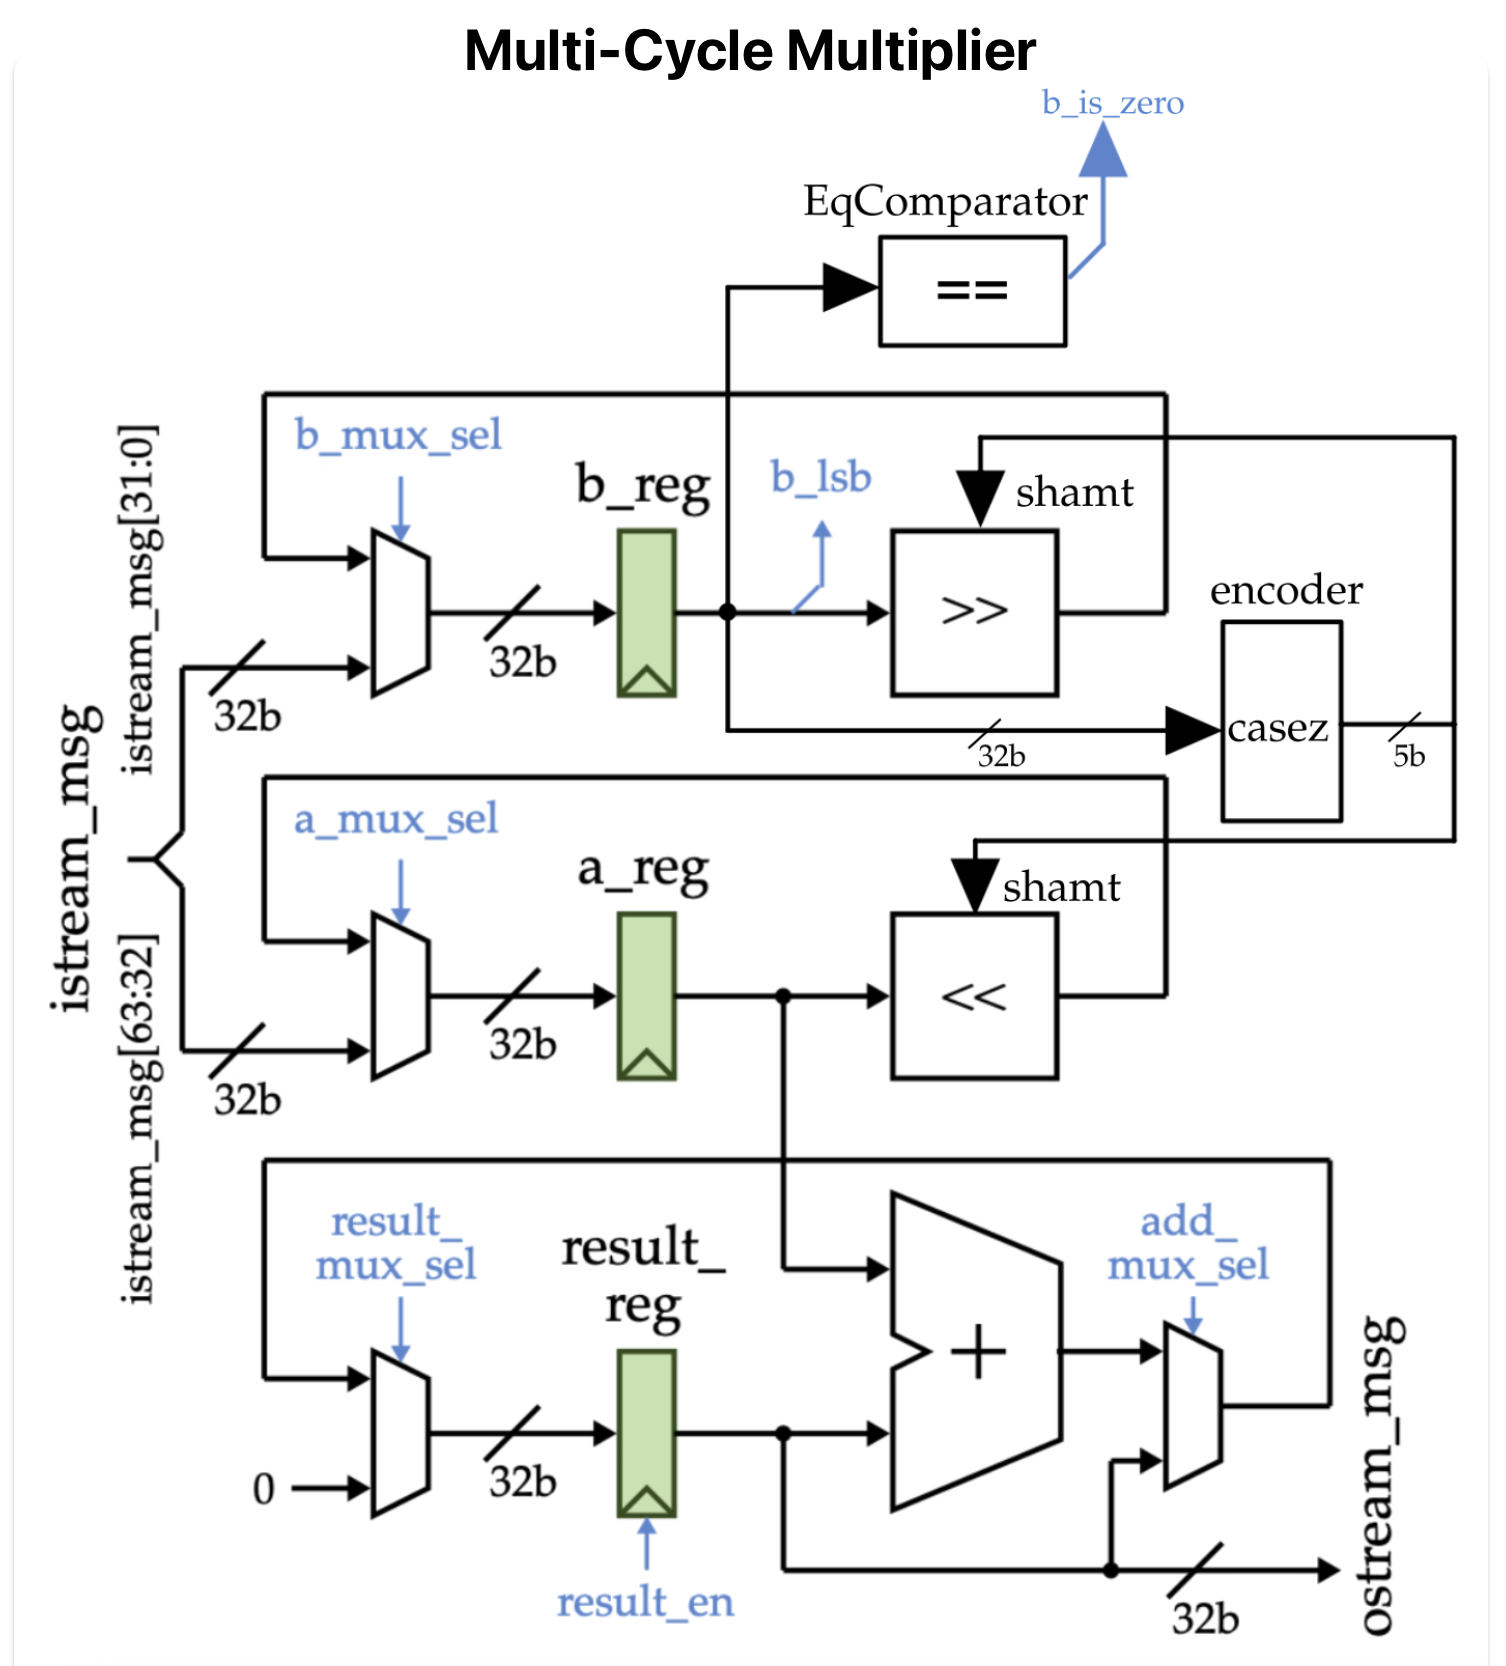 Multi-Cycle Multiplier
b_is_zero
EqComparator
==
b_mux_sel
b_reg
b_lsb
shamt
>>
encoder
casez
istream_msg[31:0]
32b
32b
32b
5b
istream_msg
a_mux_sel
a_reg
shamt
<<
istream_msg[63:32]
32b
32b
result_
mux_sel
result_
reg
+
add_
mux_sel
0
32b
result_en
32b
ostream_msg